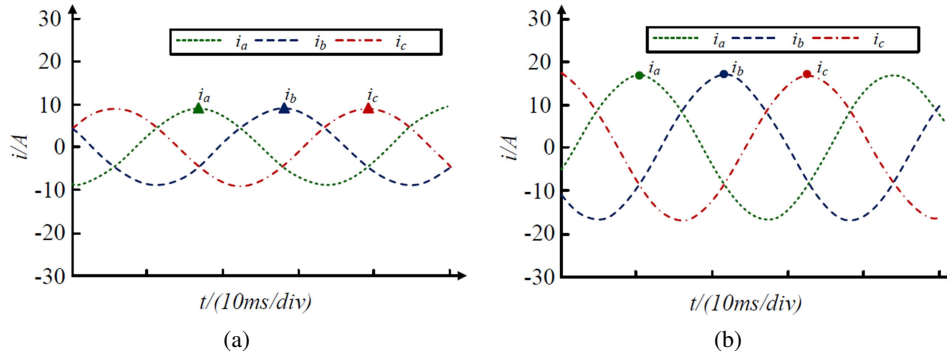 30
20
10
0
-10
-20
-30
i/A
i_a i_b i_c
i_a i_b i_c
t/(10ms/div)
(a)
30
20
10
0
-10
-20
-30
i/A
i_a i_b i_c
i_a i_b i_c
t/(10ms/div)
(b)